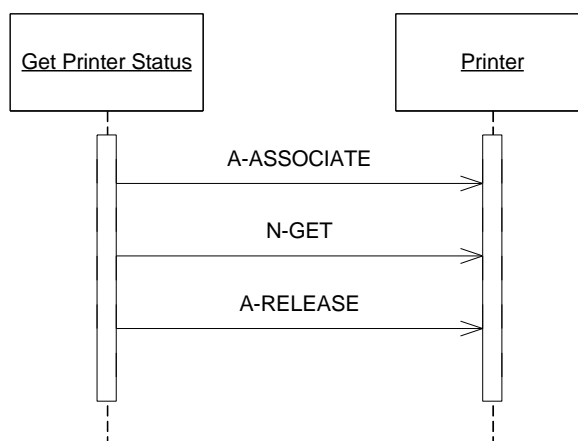 Get Printer Status
Printer
A-ASSOCIATE
N-GET
A-RELEASE